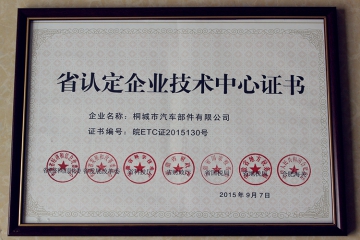 省认定企业技术中心证书
企业名称：桐城市汽车部件有限公司
证书编号：皖ETC证2015130号
2015年9月7日